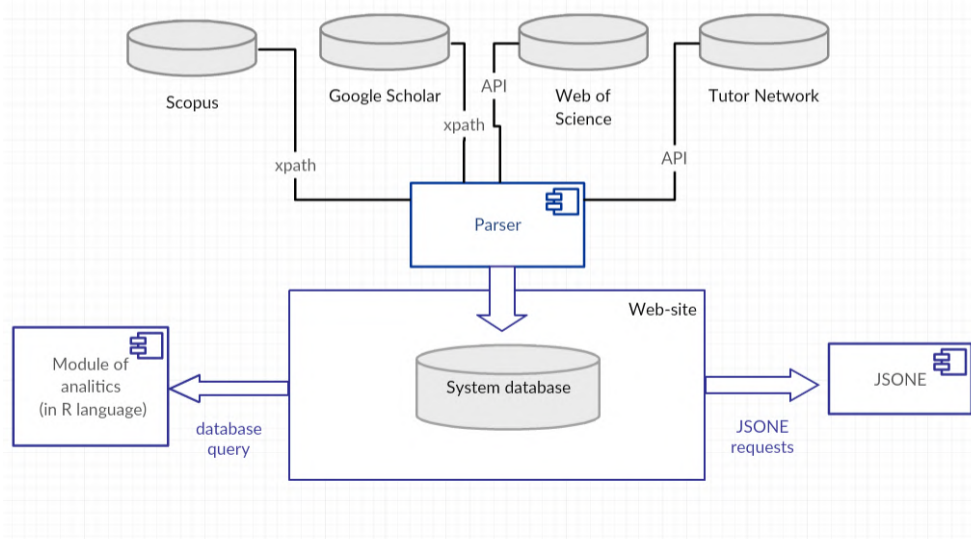 Scopus
Google Scholar
Web of
Science
Tutor Network
API
xpath
xpath
API
Parser
Web-site
System database
Module of
analitics
(in R language)
database
query
JSONE
requests
JSONE